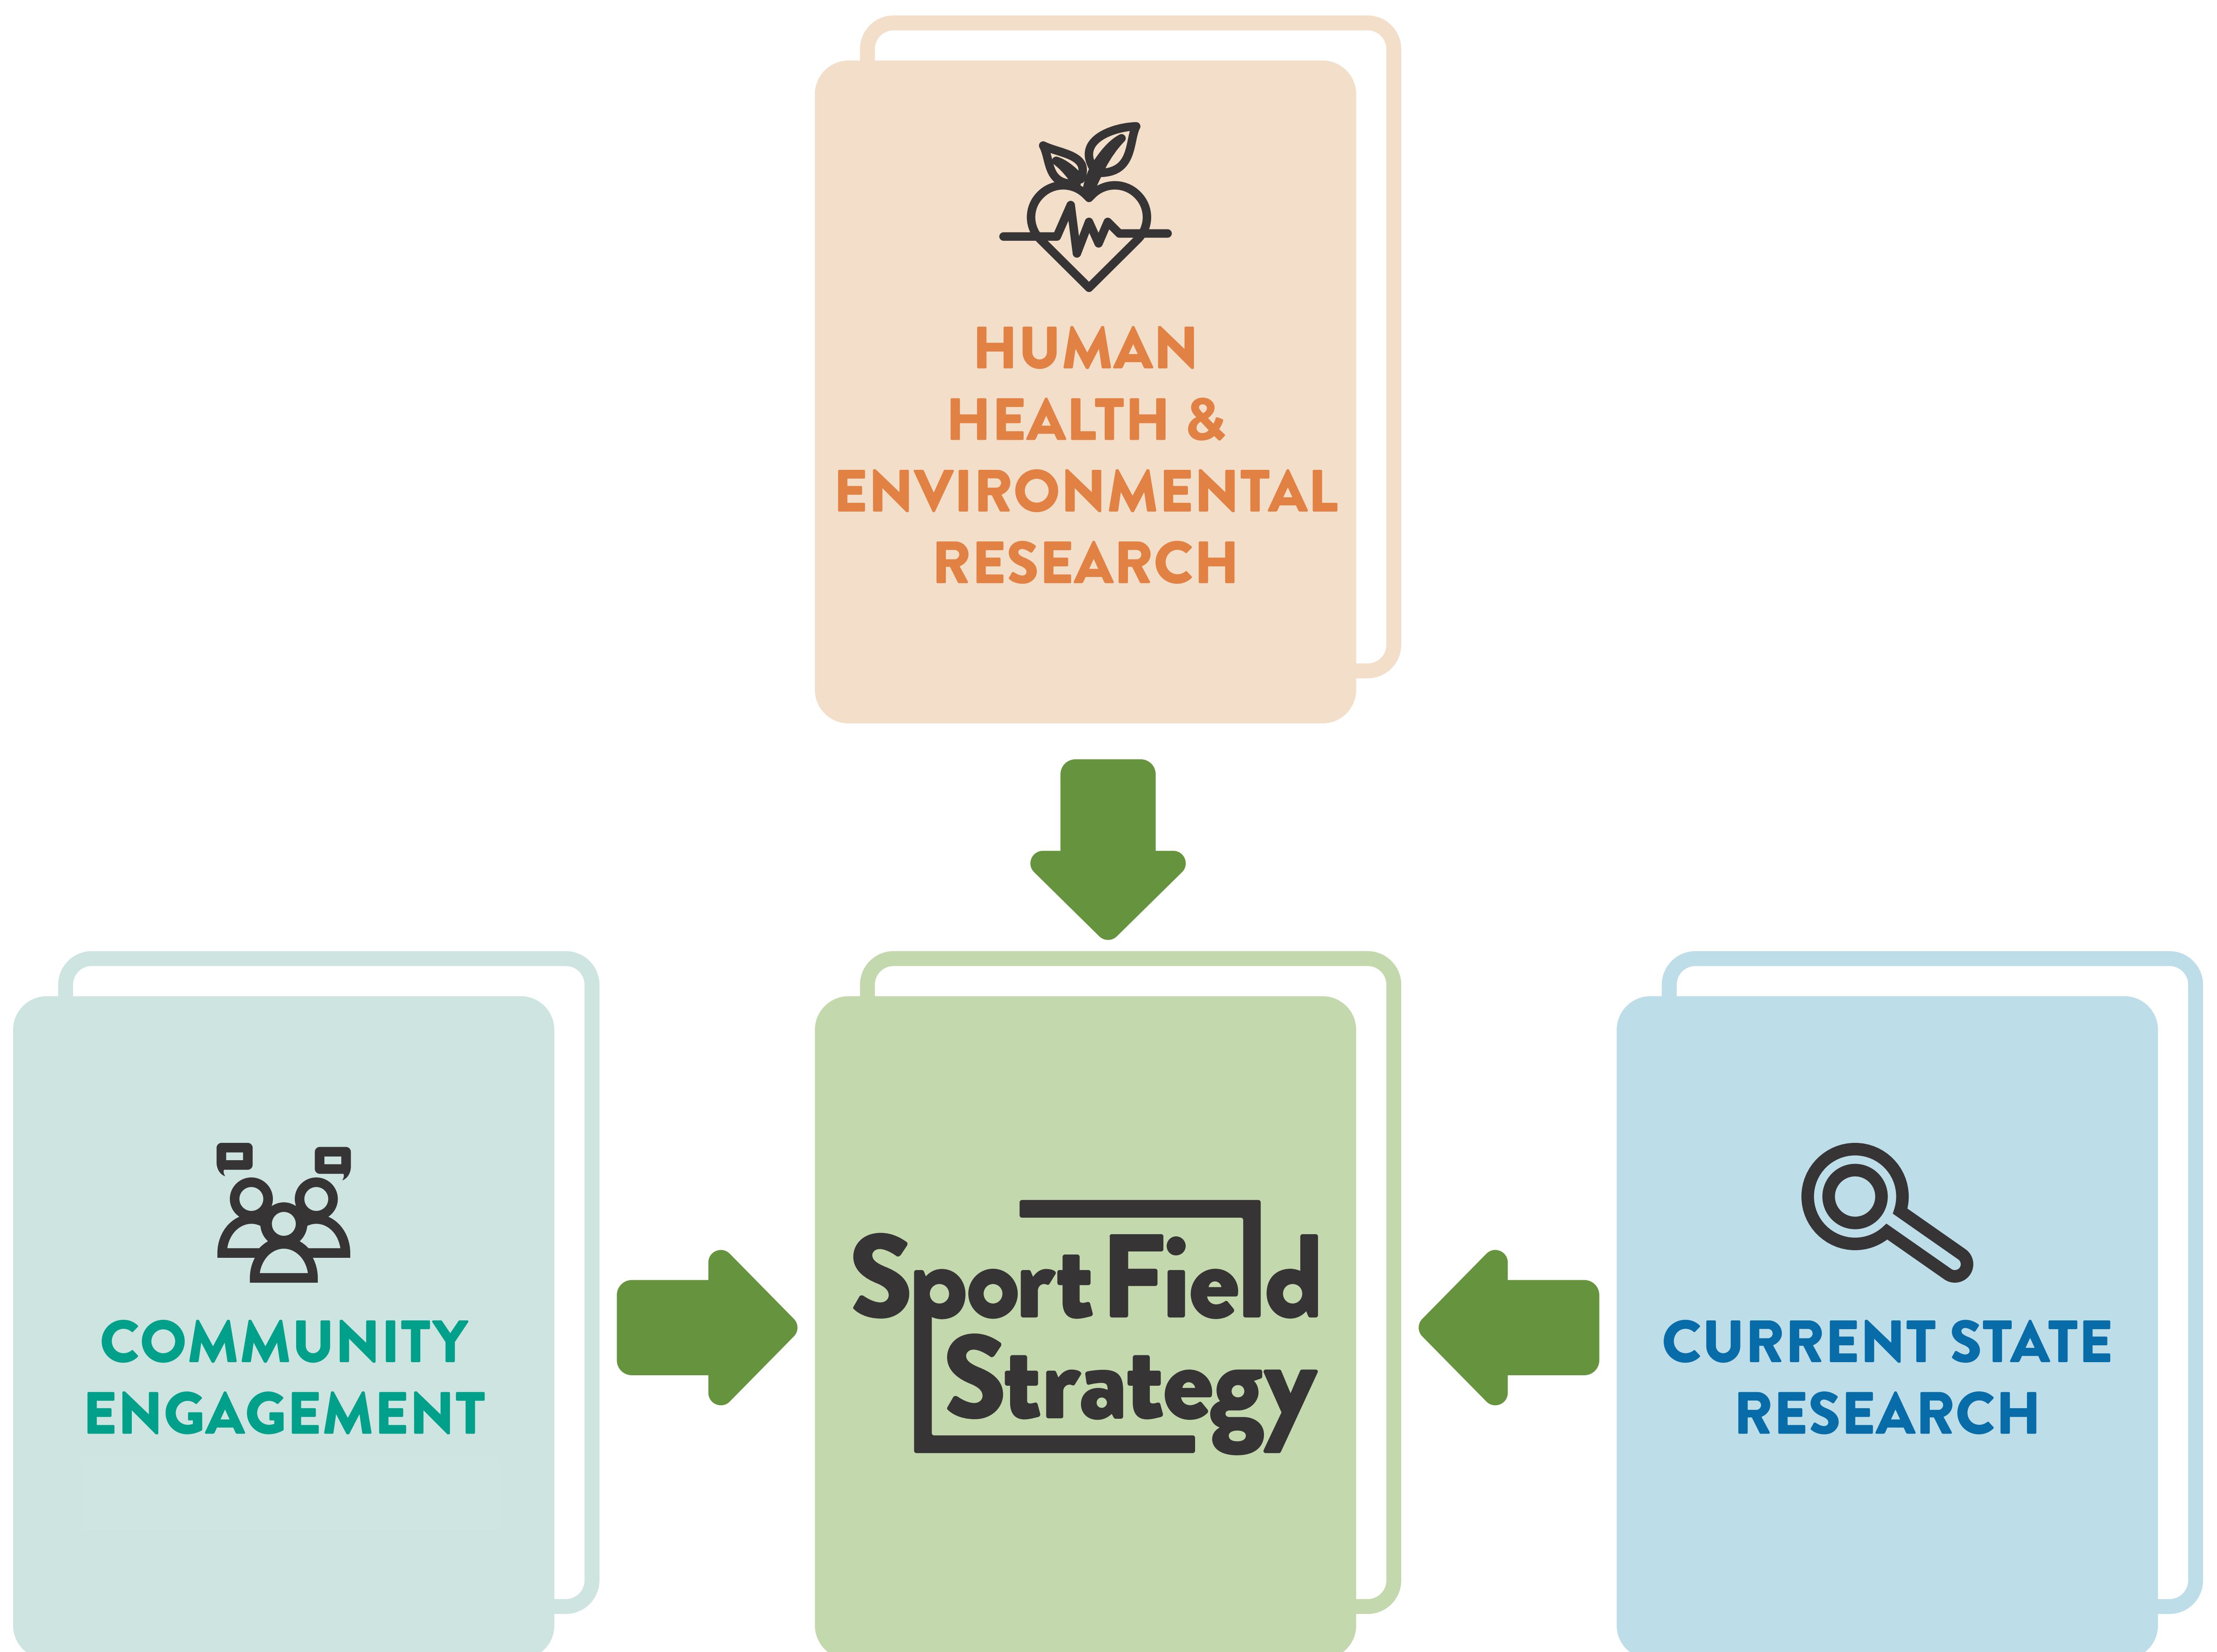 HUMAN
HEALTH &
ENVIRONMENTAL
RESEARCH
COMMUNITY
ENGAGEMENT
Sport Field
Strategy
CURRENT STATE
RESEARCH